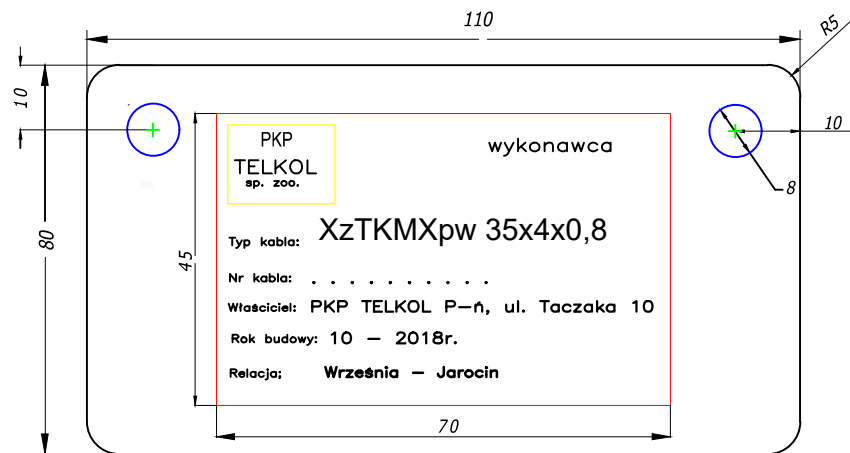 110
R5
10
10
8
80
45
PKP
TELKOL
sp. zoo.
wykonawca
Typ kabla: XzTKMXpw 35x4x0,8
Nr kabla: . . . . . . . . . .
Właściciel: PKP TELKOL P-ń, ul. Taczaka 10
Rok budowy: 10 - 2018r.
Relacja; Września - Jarocin
70